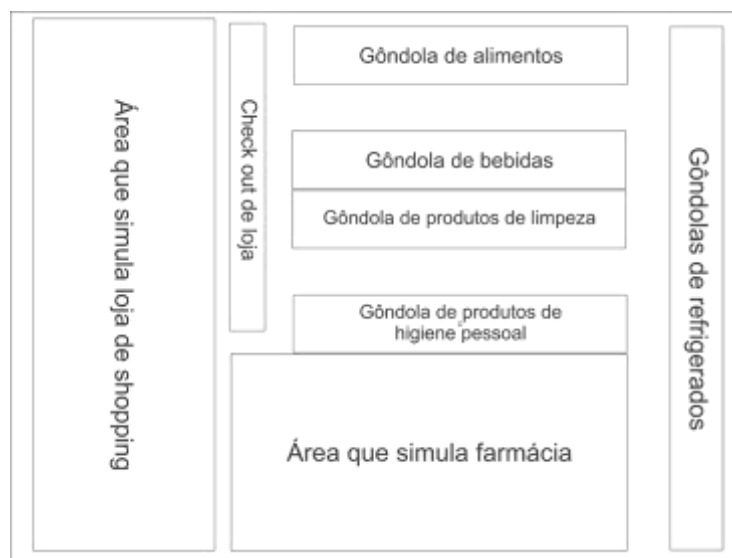 Área que simula loja de shopping
Check out de loja
Gôndola de alimentos
Gôndola de bebidas
Gôndola de produtos de limpeza
Gôndola de produtos de
higiene pessoal
Área que simula farmácia
Gôndolas de refrigerados